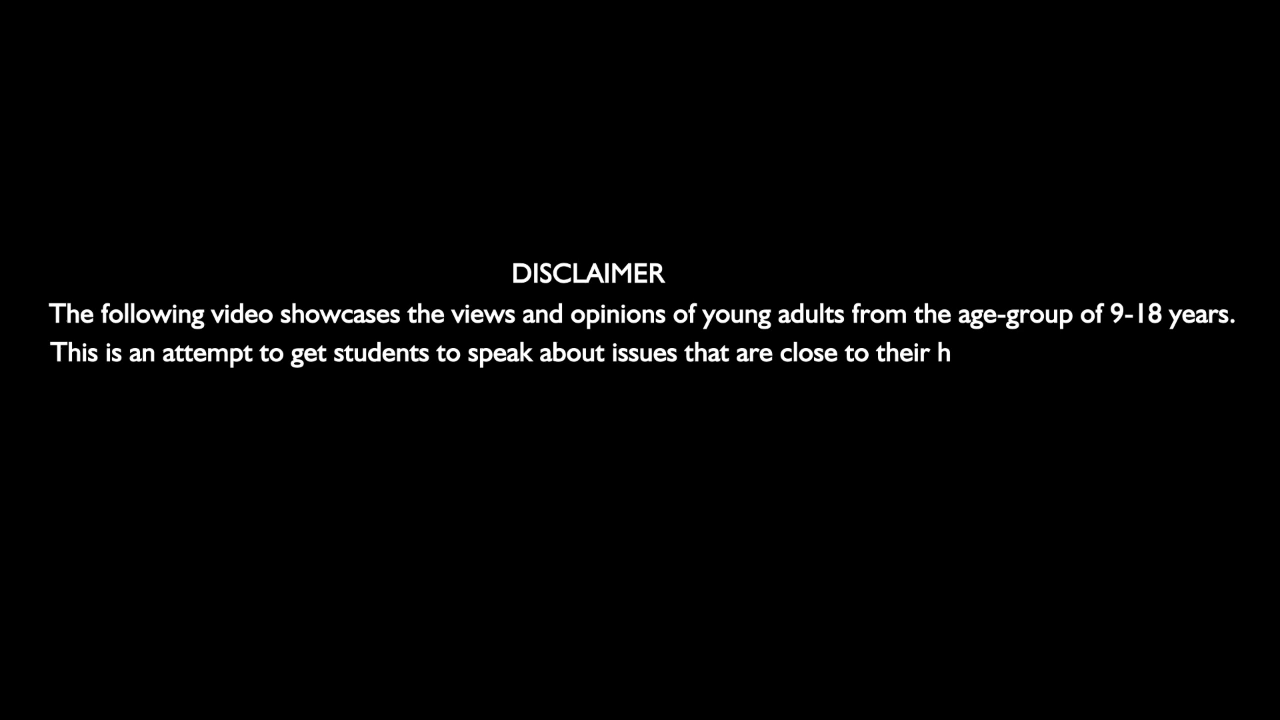 DISCLAIMER
The following video showcases the views and opinions of young adults from the age-group of 9-18 years.
This is an attempt to get students to speak about issues that are close to their h